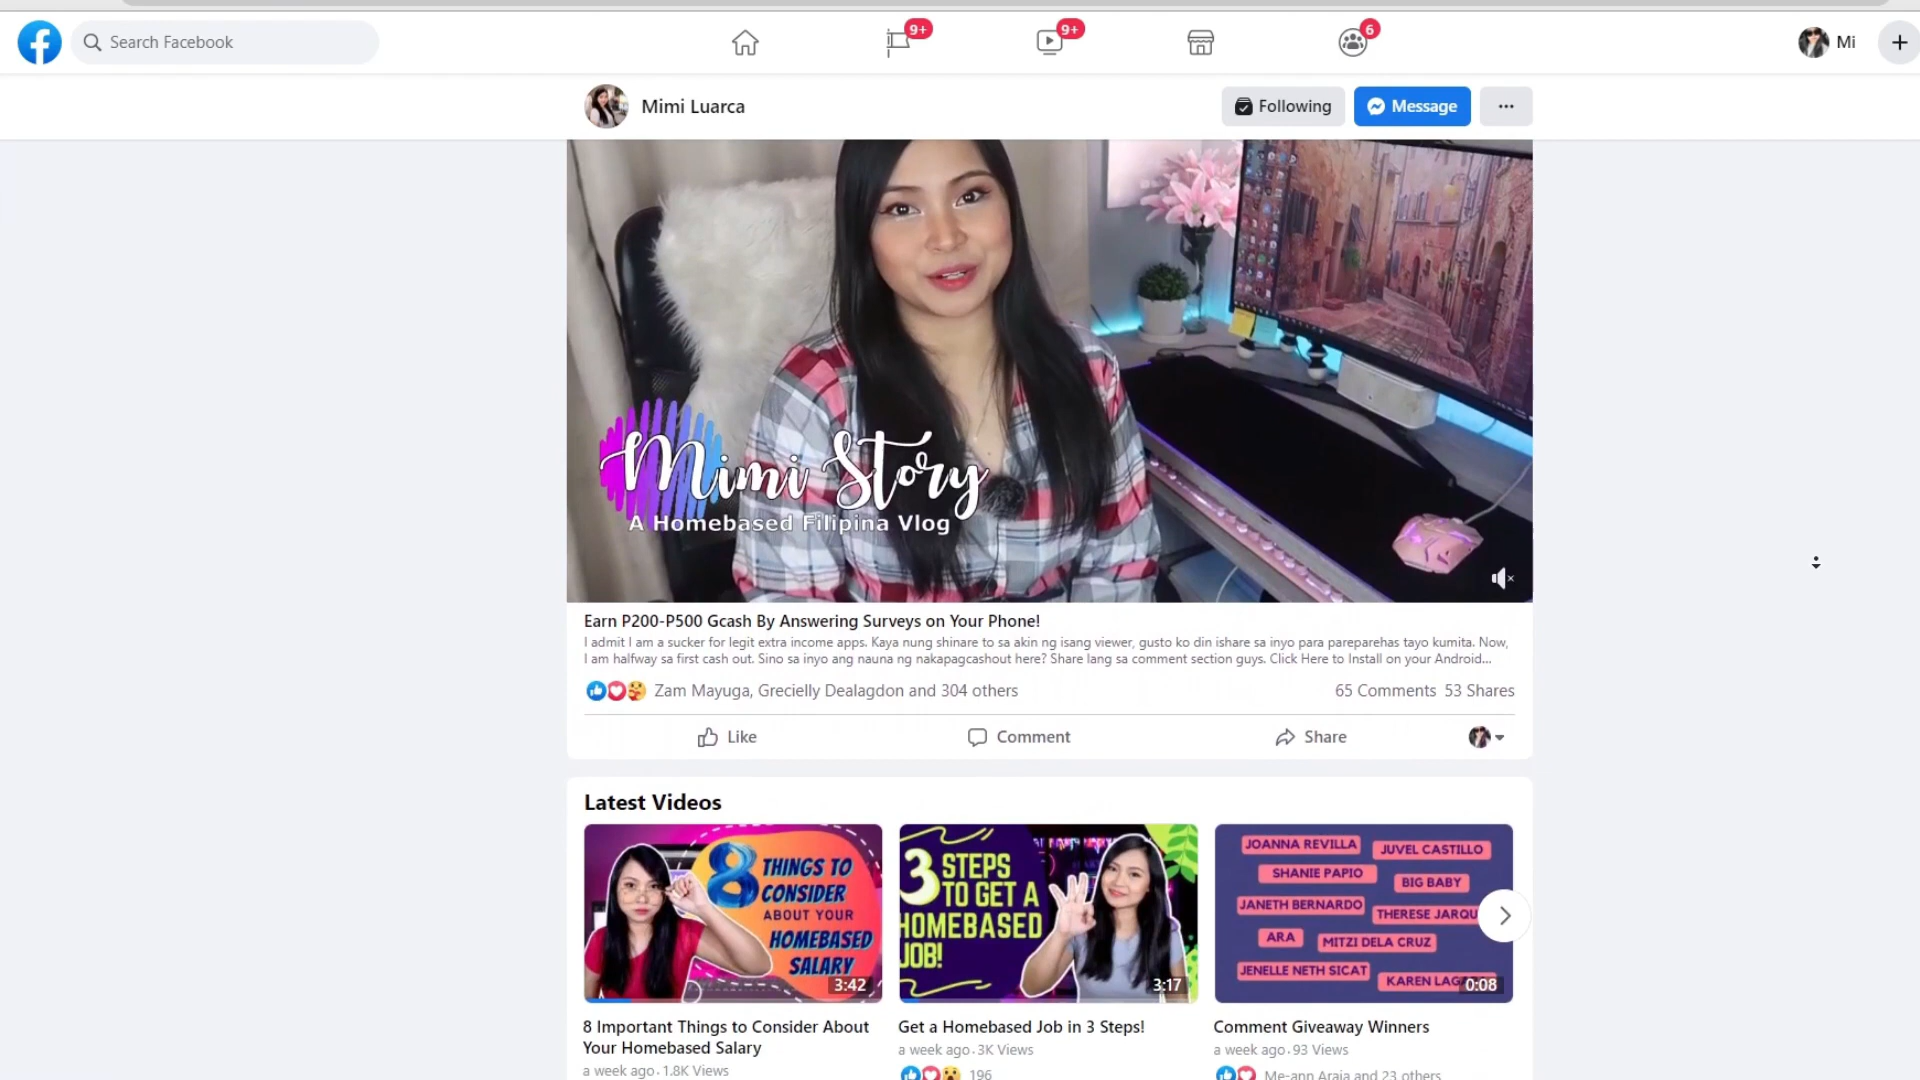 Search Facebook
9+
9+
6
Mi
Mimi Luarca
Following
Message
Mimi Story
A Homebased Filipina Vlog
Earn P200-P500 Gcash By Answering Surveys on Your Phone!
I admit I am a sucker for legit extra income apps. Kaya nung shinare to sa akin ng isang viewer, gusto ko din ishare sa inyo para pareparehas tayo kumita. Now,
I am halfway sa first cash out. Sino sa inyo ang nauna ng nakapagcashout here? Share lang sa comment section guys. Click Here to Install on your Android...
Zam Mayuga, Grecielly Dealagdon and 304 others
65 Comments 53 Shares
Like
Comment
Share
Latest Videos
8 THINGS TO
CONSIDER
ABOUT YOUR
HOMEBASED
SALARY
3:42
3 STEPS
TO GET A
HOMEBASED
JOB!
3:17
JOANNA REVILLA
JUVEL CASTILLO
SHANIE PAPIO
BIG BABY
JANETH BERNARDO
THERESE JARQU
ARA
MITZI DELA CRUZ
JENELLE NETH SICAT
KAREN LAG
0:08
8 Important Things to Consider About
Your Homebased Salary
a week ago · 1.8K Views
Get a Homebased Job in 3 Steps!
a week ago · 3K Views
196
Comment Giveaway Winners
a week ago · 93 Views
Me-ann Araja and 23 others